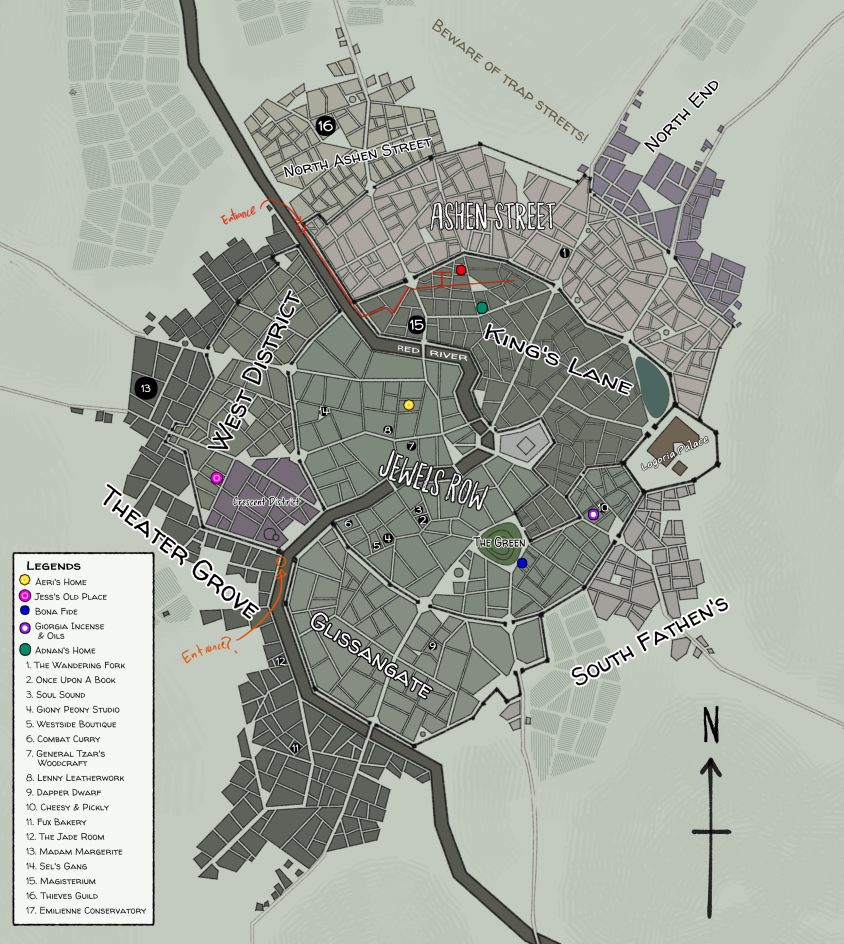 Beware of trap streets!
North End
16
North Ashen Street
Entrance
Ashen Street
1
15
King's Lane
Red River
West District
13
4
8
7
Jewels Row
Logoria Palace
Crescent District
10
3
2
6
5
4
The Green
Theater Grove
Glissangate
South Fathen's
Entrance?
9
12
11
N
Legends
Aeri's Home
Jess's Old Place
Bona Fide
Giorgia Incense
& Oils
Adnan's Home
1. The Wandering Fork
2. Once Upon A Book
3. Soul Sound
4. Giony Peony Studio
5. Westside Boutique
6. Combat Curry
7. General Tzar's
Woodcraft
8. Lenny Leatherwork
9. Dapper Dwarf
10. Cheesy & Pickly
11. Fux Bakery
12. The Jade Room
13. Madam Margerite
14. Sel's Gang
15. Magisterium
16. Thieves Guild
17. Emilienne Conservatory